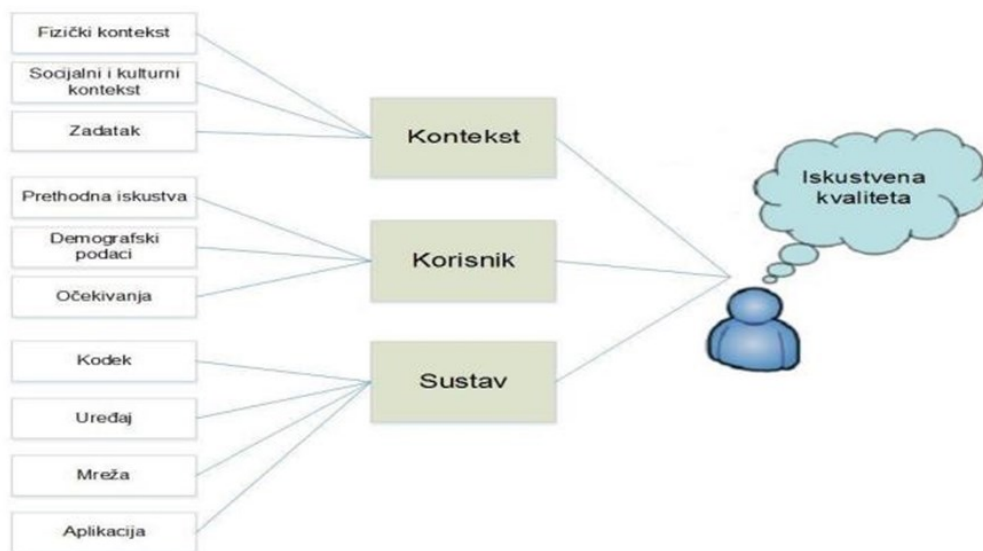 Fizički kontekst
Socijalni i kulturni
kontekst
Zadatak
Prethodna iskustva
Demografski
podaci
Očekivanja
Kodek
Uređaj
Mreža
Aplikacija
Kontekst
Korisnik
Sustav
Iskustvena
kvaliteta